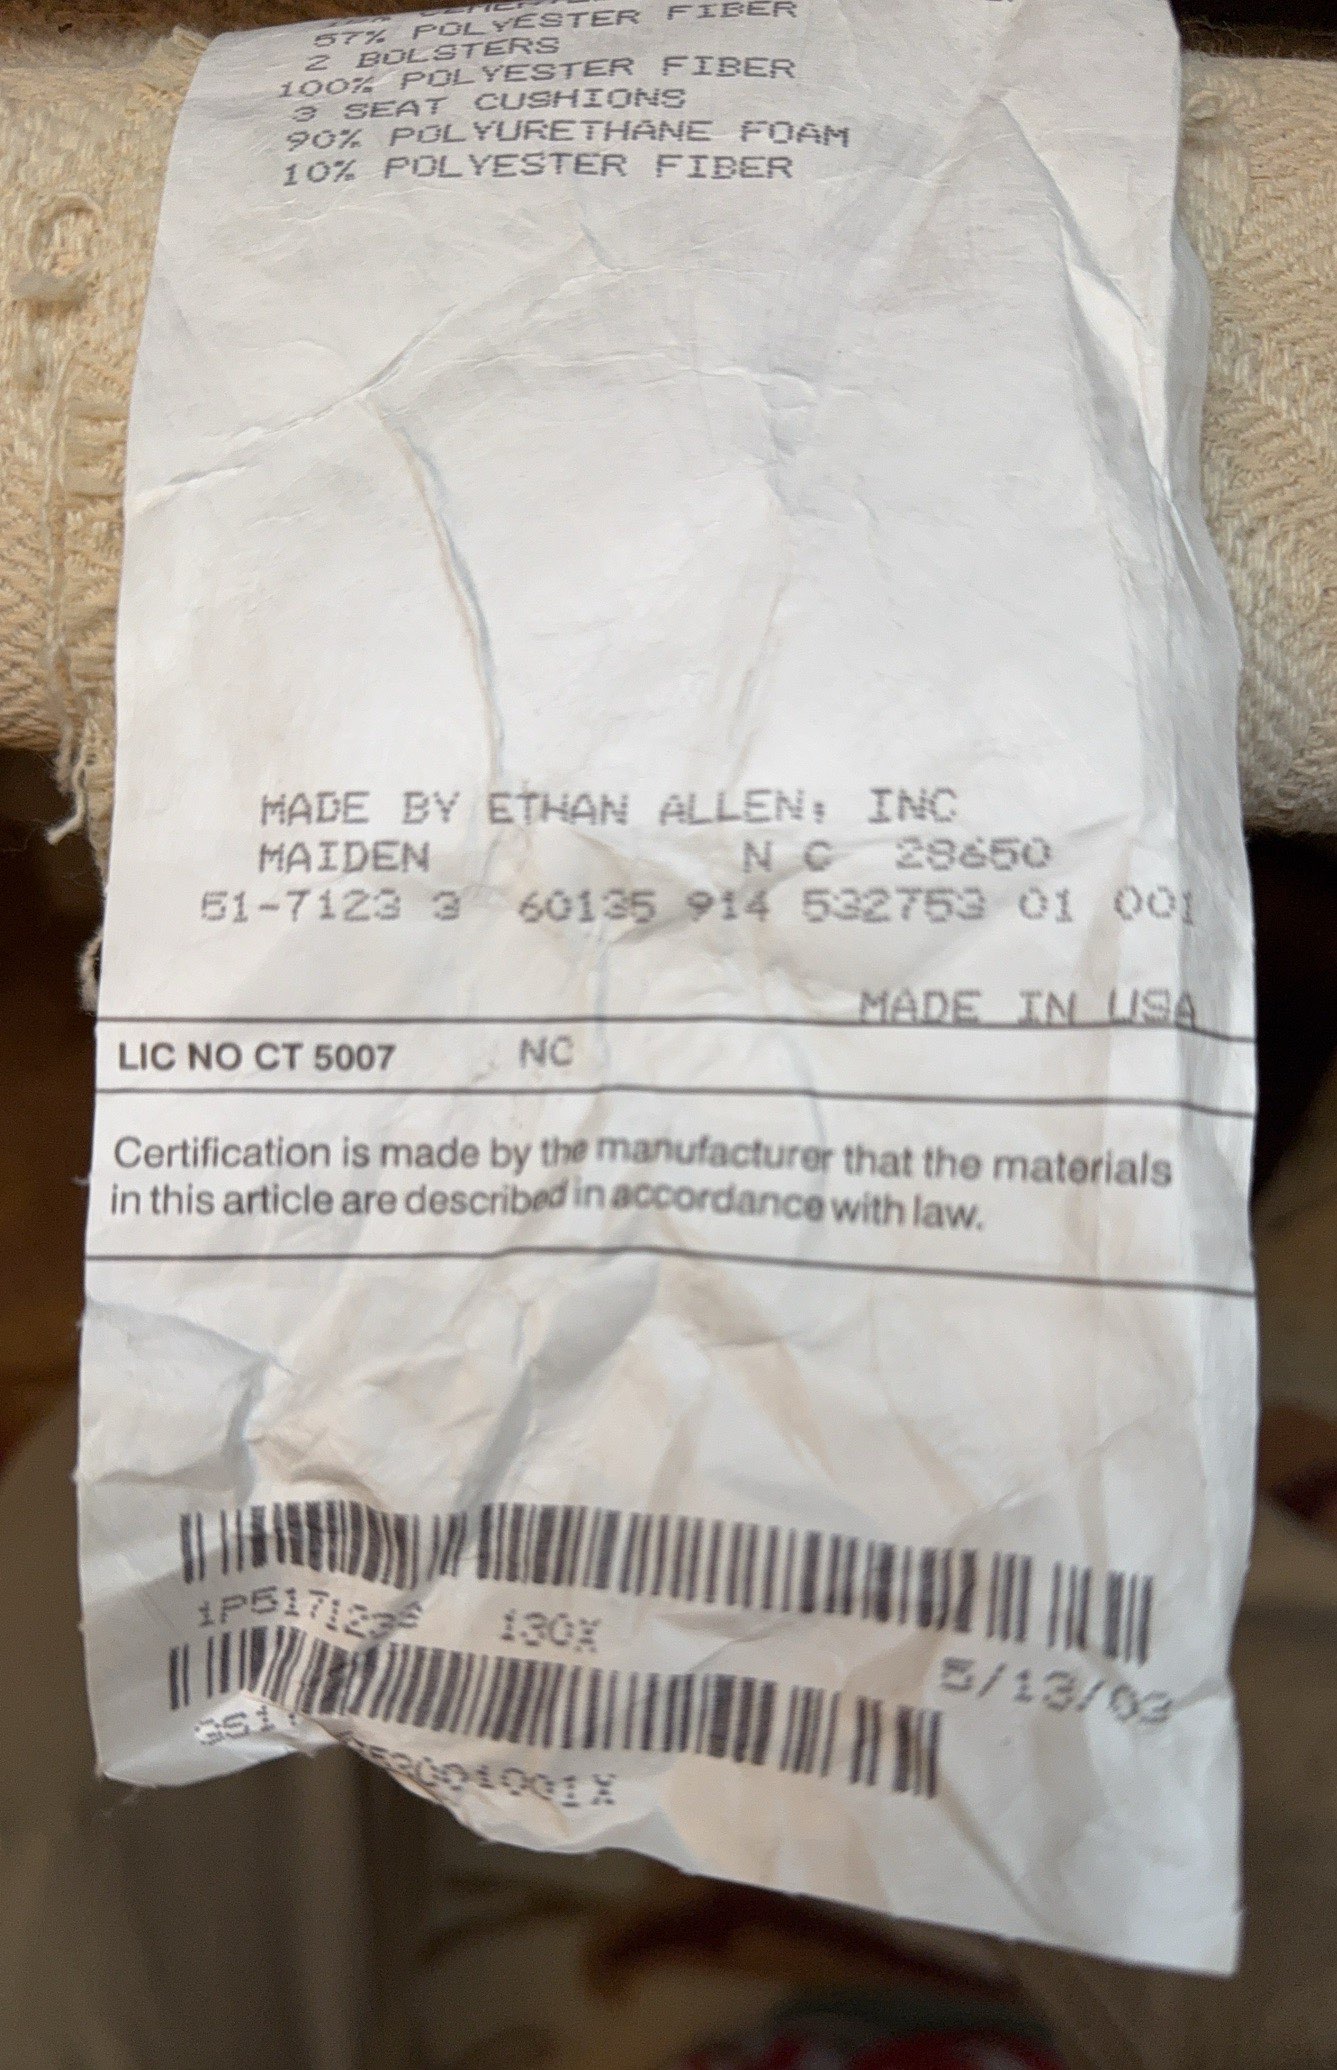 57% POLYESTER FIBER
2 BOLSTERS
100% POLYESTER FIBER
3 SEAT CUSHIONS
90% POLYURETHANE FOAM
10% POLYESTER FIBER
MADE BY ETHAN ALLEN, INC
MAIDEN N C 28650
51-7123 3 60135 914 532753 01 001
MADE IN USA
LIC NO CT 5007 NC
Certification is made by the manufacturer that the materials
in this article are described in accordance with law.
1P517123 130X
5/13/03